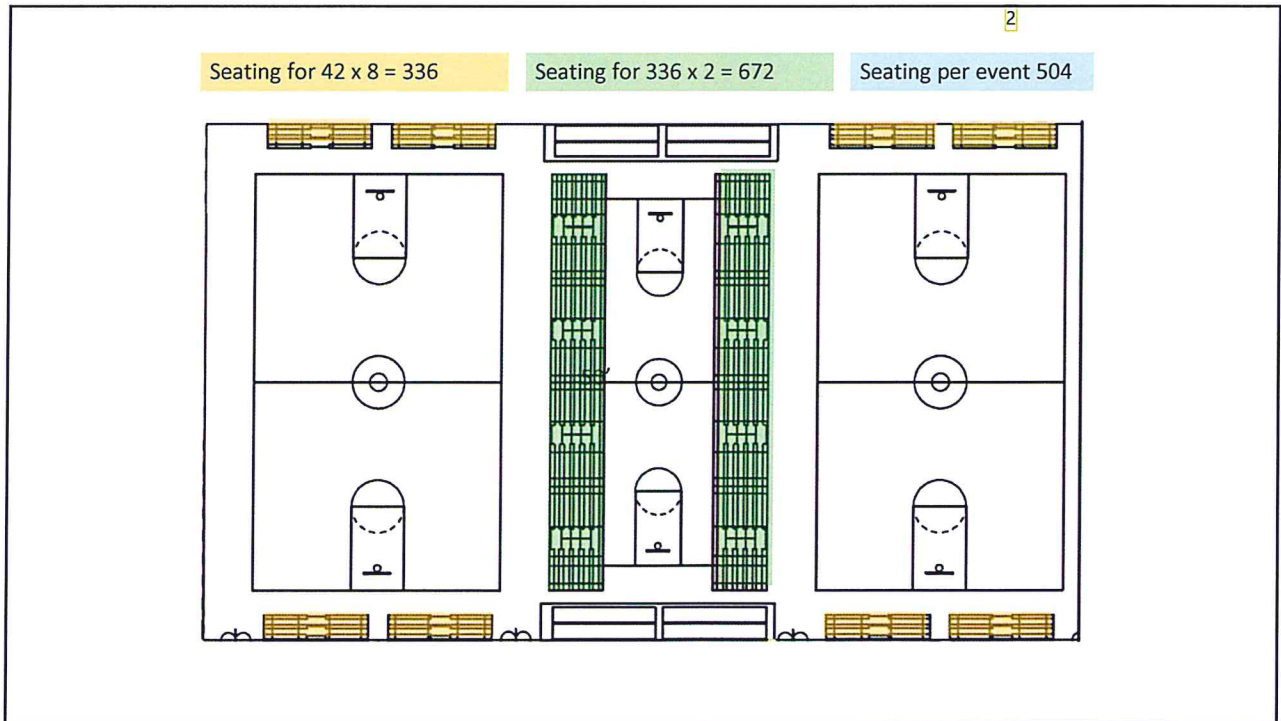 2
Seating for 42 x 8 = 336
Seating for 336 x 2 = 672
Seating per event 504